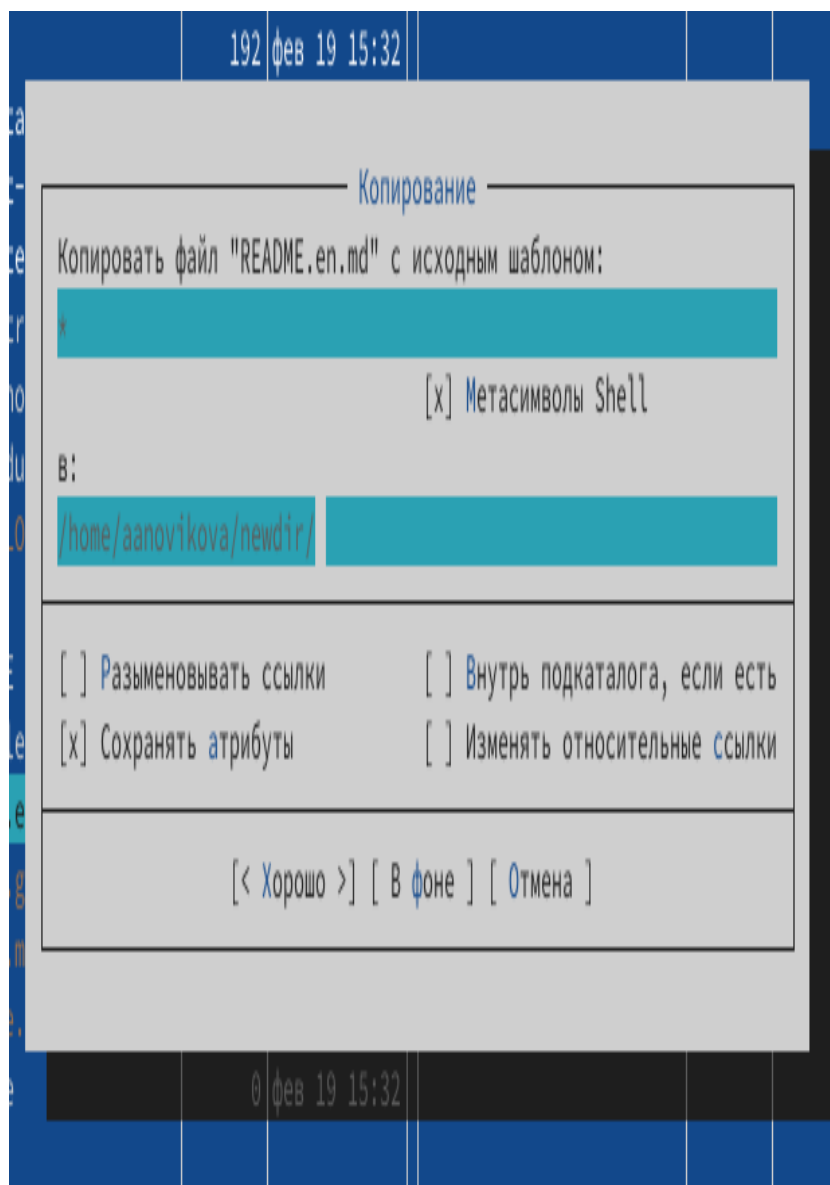 192 фев 19 15:32
Копирование
Копировать файл "README.en.md" с исходным шаблоном:
*
[x] Метасимволы Shell
в:
/home/aanovikova/newdir/
[ ] Разыменовывать ссылки [ ] Внутрь подкаталога, если есть
[x] Сохранять атрибуты [ ] Изменять относительные ссылки
[< Хорошо >] [ В фоне ] [ Отмена ]
0 фев 19 15:32